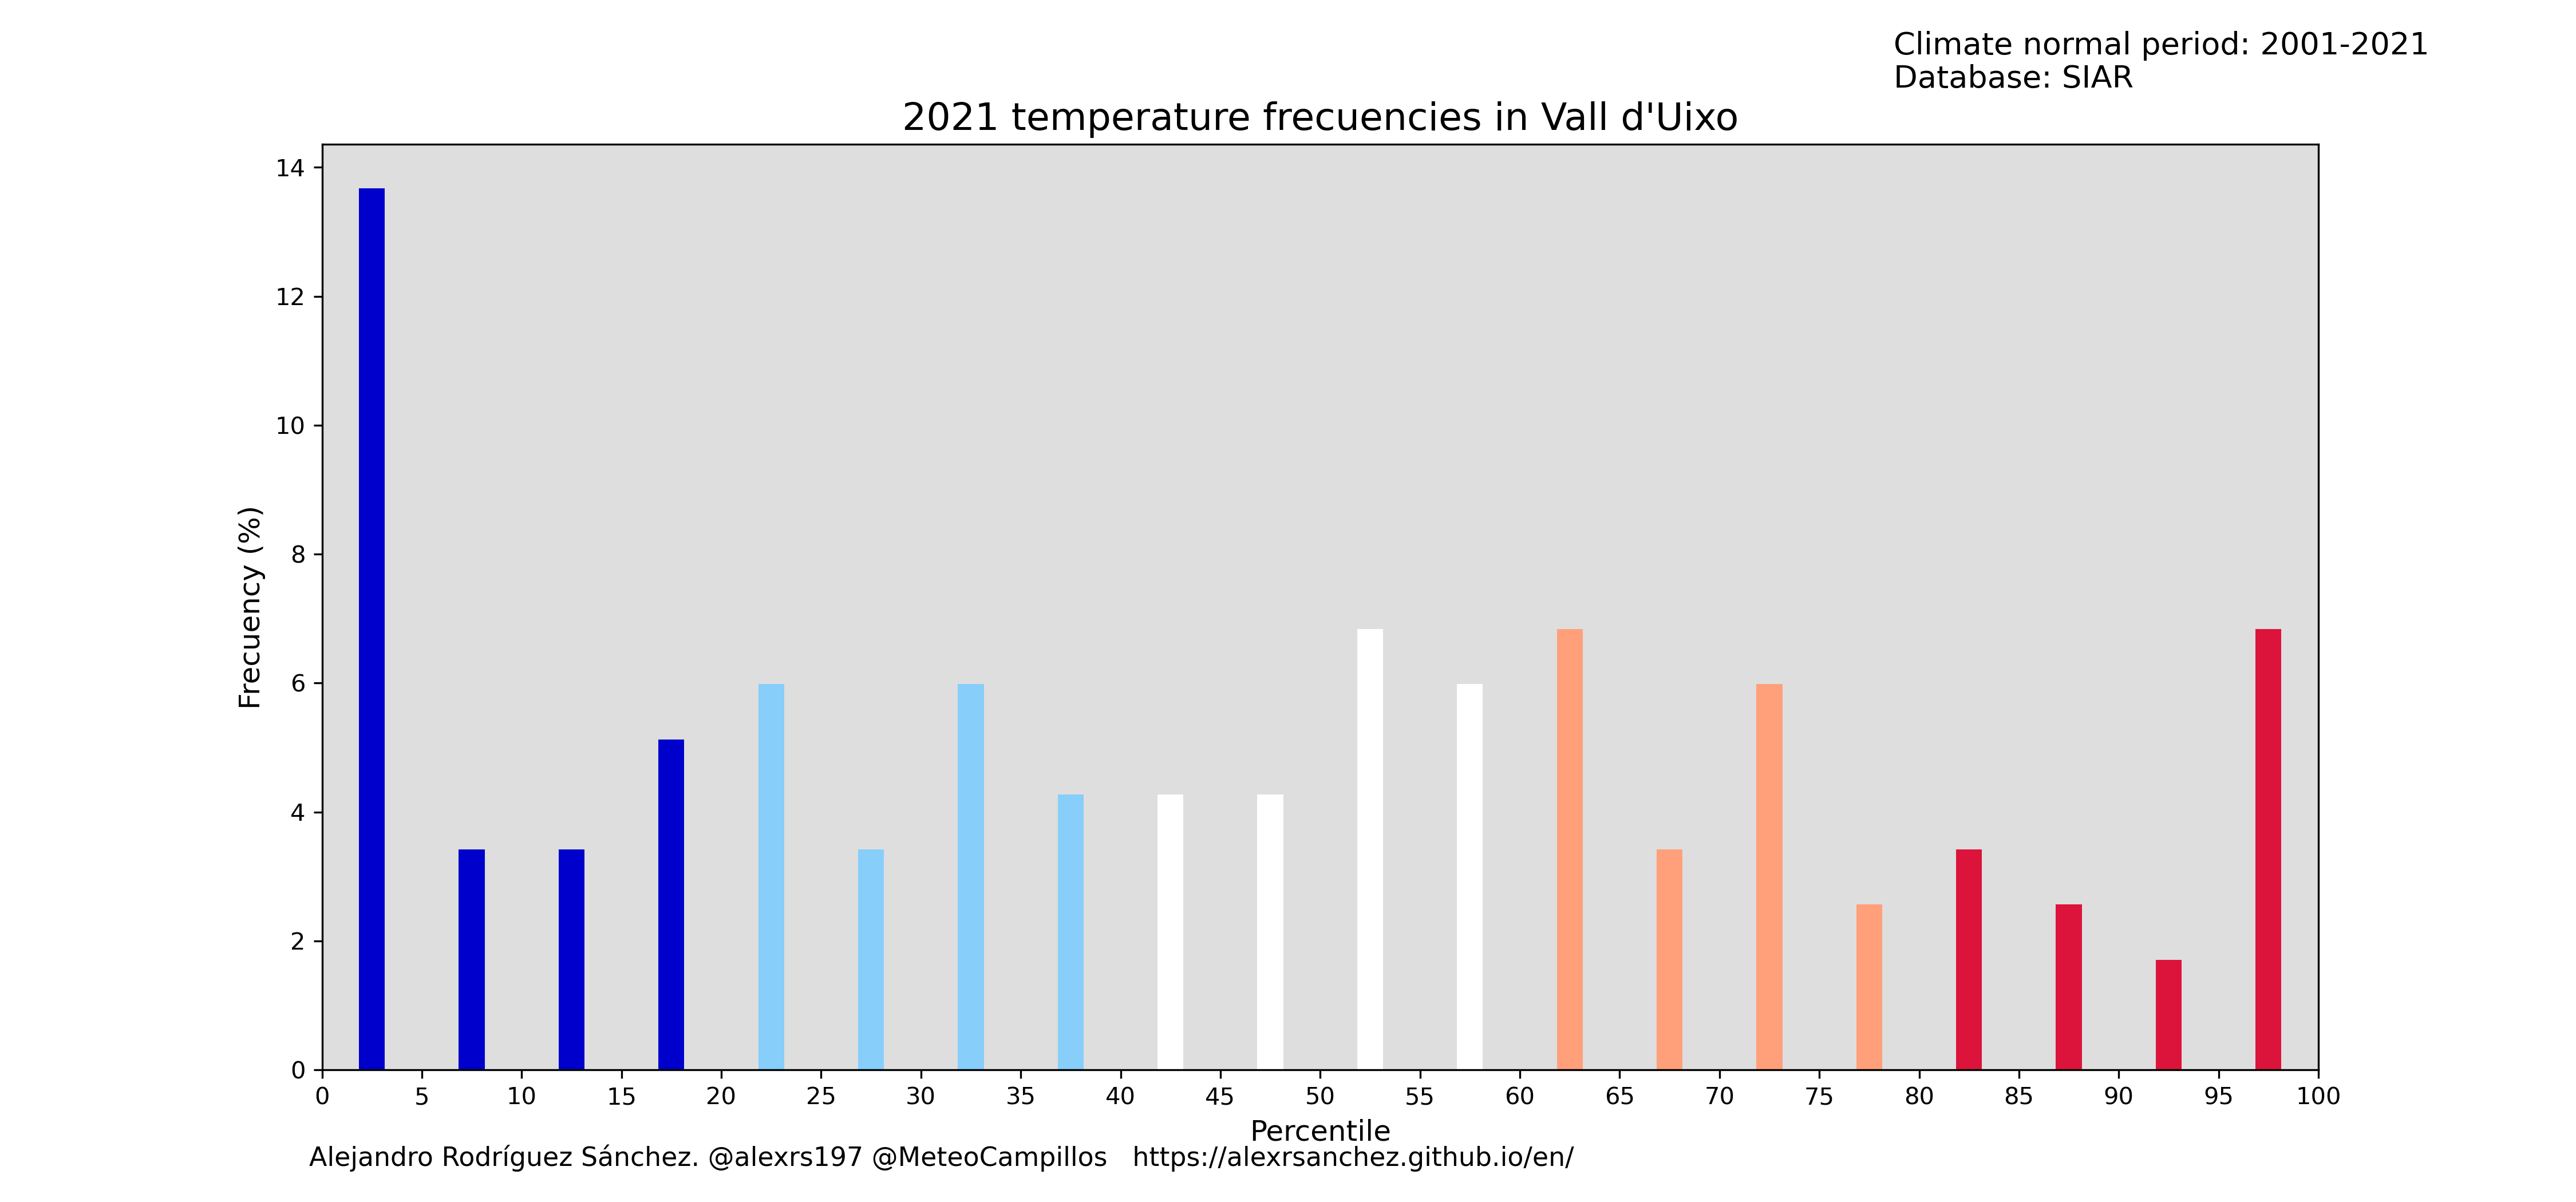 Climate normal period: 2001-2021
Database: SIAR
2021 temperature frecuencies in Vall d'Uixo
14
12
10
8
6
4
2
0
Frecuency (%)
0 5 10 15 20 25 30 35 40 45 50 55 60 65 70 75 80 85 90 95 100
Percentile
Alejandro Rodríguez Sánchez. @alexrs197 @MeteoCampillos https://alexrsanchez.github.io/en/